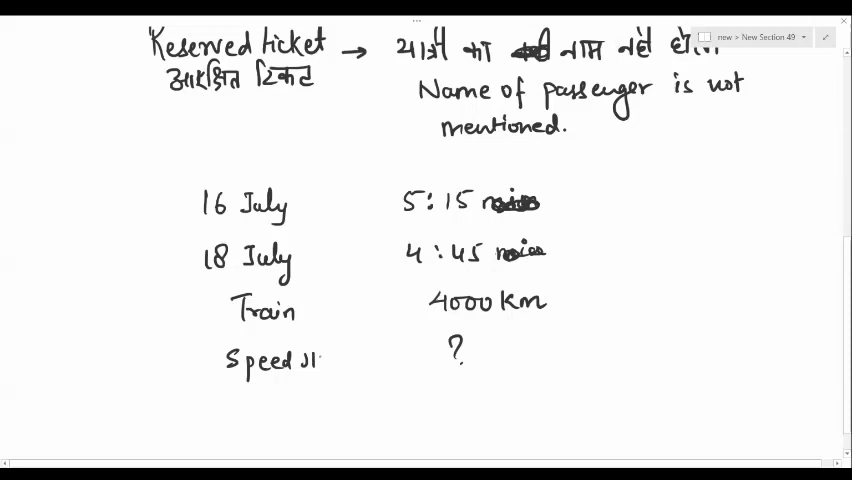 new > New Section 49
Reserved ticket → यात्री का नाम नहीं होता
आरक्षित टिकट Name of passenger is not
mentioned.
16 July 5:15
18 July 4:45
Train 4000 km
Speed ?